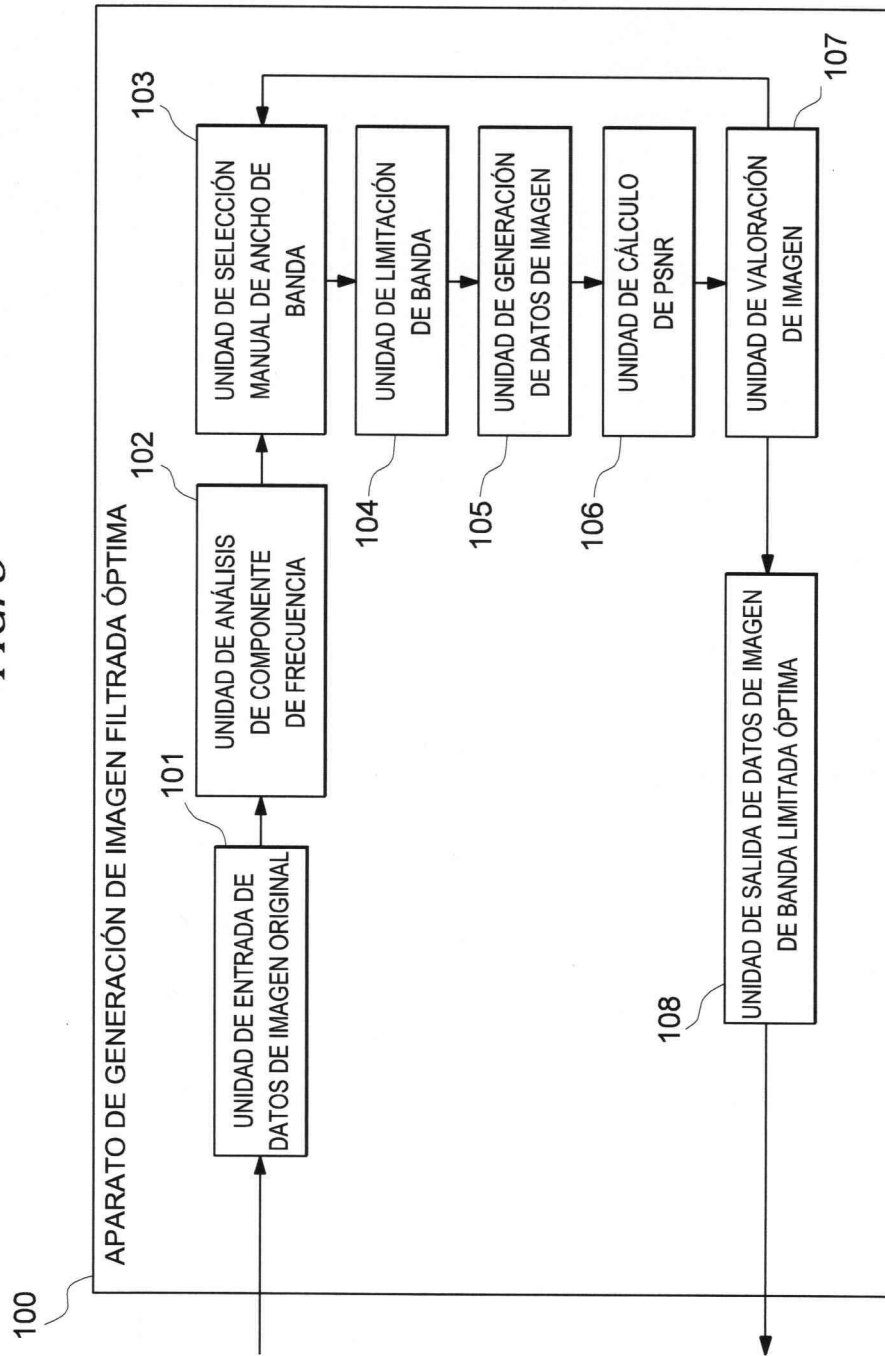 100
APARATO DE GENERACIÓN DE IMAGEN FILTRADA ÓPTIMA
101
UNIDAD DE ENTRADA DE
DATOS DE IMAGEN ORIGINAL
102
UNIDAD DE ANÁLISIS
DE COMPONENTE
DE FRECUENCIA
103
UNIDAD DE SELECCIÓN
MANUAL DE ANCHO DE
BANDA
104
UNIDAD DE LIMITACIÓN
DE BANDA
105
UNIDAD DE GENERACIÓN
DE DATOS DE IMAGEN
106
UNIDAD DE CÁLCULO
DE PSNR
107
UNIDAD DE VALORACIÓN
DE IMAGEN
108
UNIDAD DE SALIDA DE DATOS DE IMAGEN
DE BANDA LIMITADA ÓPTIMA